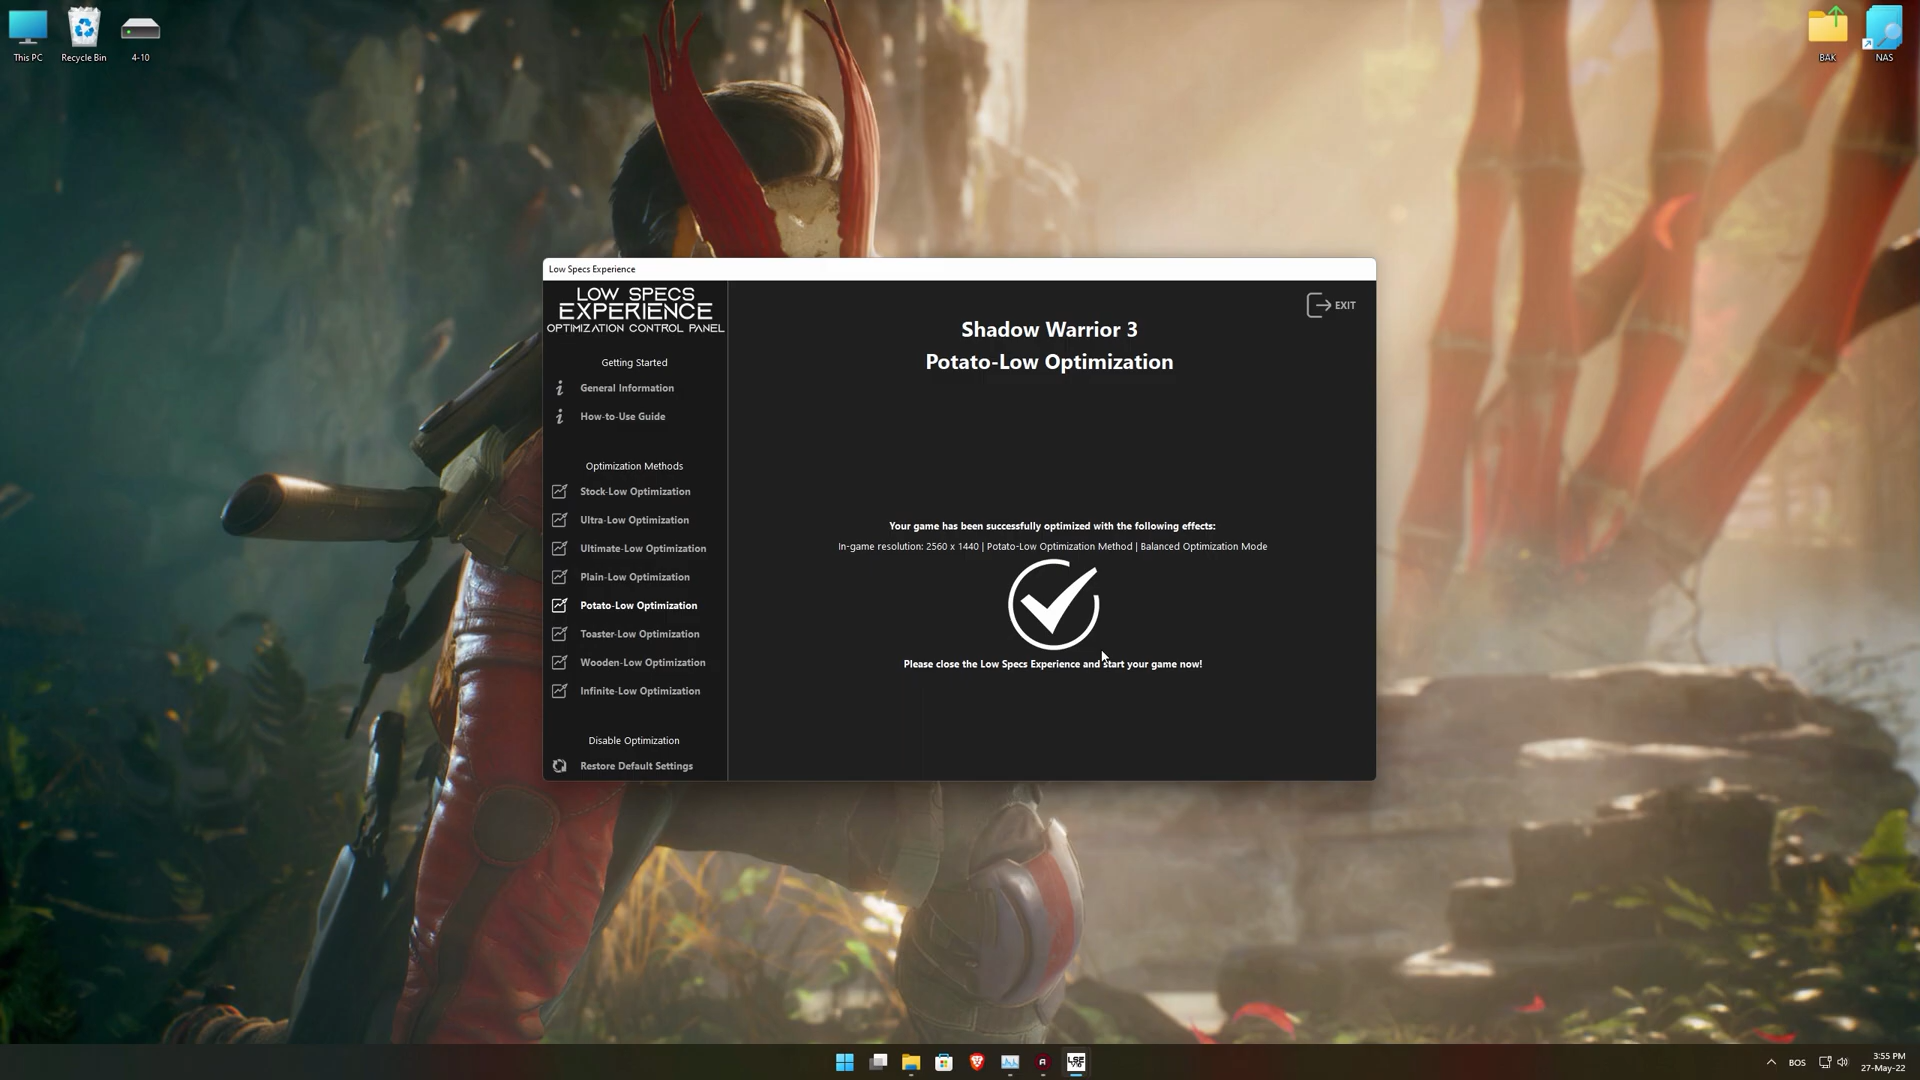 This PC
Recycle Bin
4-10
BAK
NAS
Low Specs Experience
LOW SPECS
EXPERIENCE
OPTIMIZATION CONTROL PANEL
Getting Started
General Information
How-to-Use Guide
Optimization Methods
Stock-Low Optimization
Ultra-Low Optimization
Ultimate-Low Optimization
Plain-Low Optimization
Potato-Low Optimization
Toaster-Low Optimization
Wooden-Low Optimization
Infinite-Low Optimization
Disable Optimization
Restore Default Settings
EXIT
Shadow Warrior 3
Potato-Low Optimization
Your game has been successfully optimized with the following effects:
In-game resolution: 2560 x 1440 | Potato-Low Optimization Method | Balanced Optimization Mode
Please close the Low Specs Experience and start your game now!
BOS
3:55 PM
27-May-22